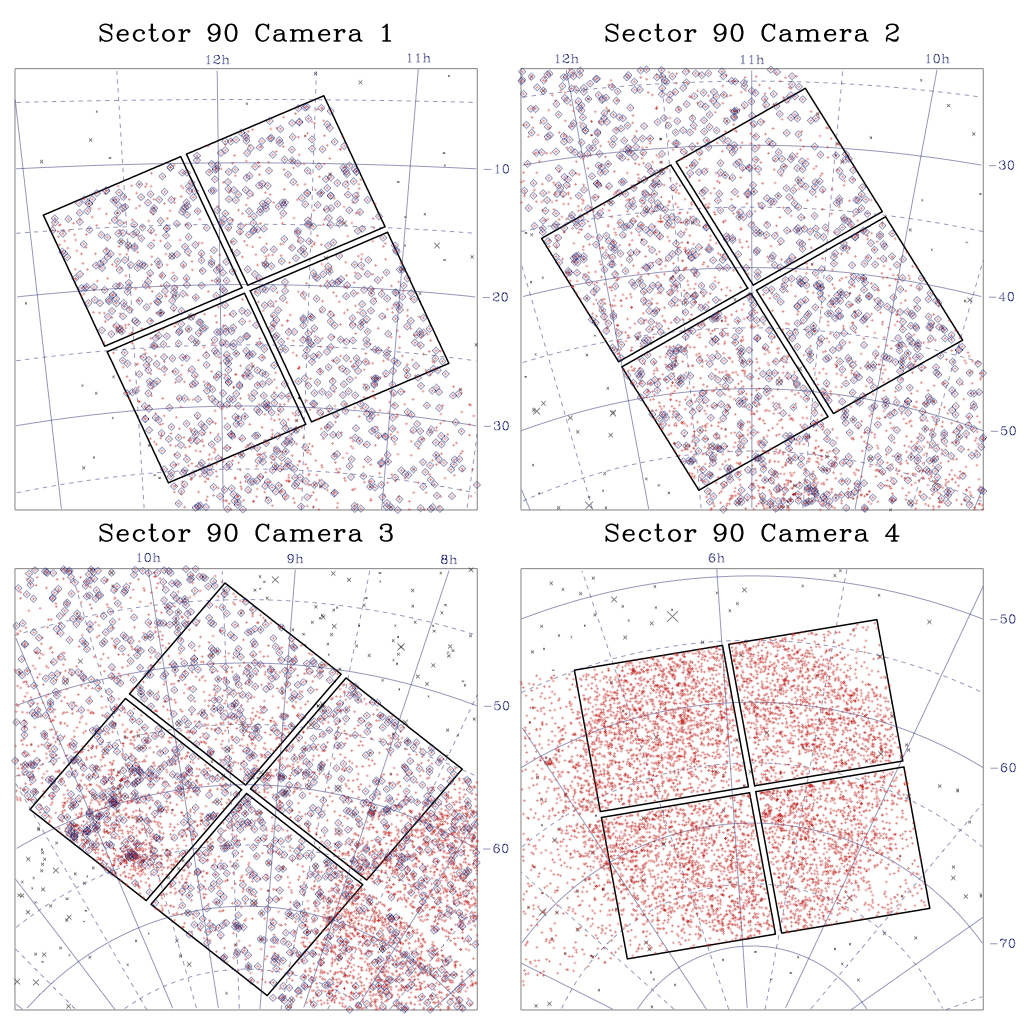 Sector 90 Camera 1
12h 11h
-10
-20
-30
Sector 90 Camera 2
12h 11h 10h
-30
-40
-50
Sector 90 Camera 3
10h 9h 8h
-50
-60
Sector 90 Camera 4
6h
-50
-60
-70